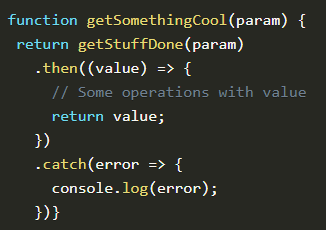 function getSomethingCool(param) {
 return getStuffDone(param)
   .then((value) => {
     // Some operations with value
     return value;
   })
   .catch(error => {
     console.log(error);
   })}